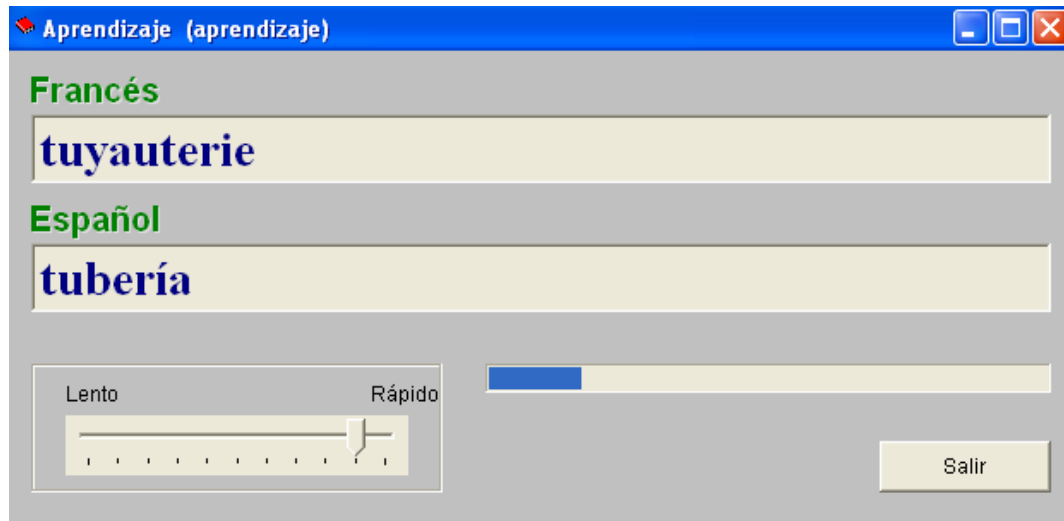 Aprendizaje (aprendizaje)
Francés
tuyauterie
Español
tubería
Lento Rápido
Salir